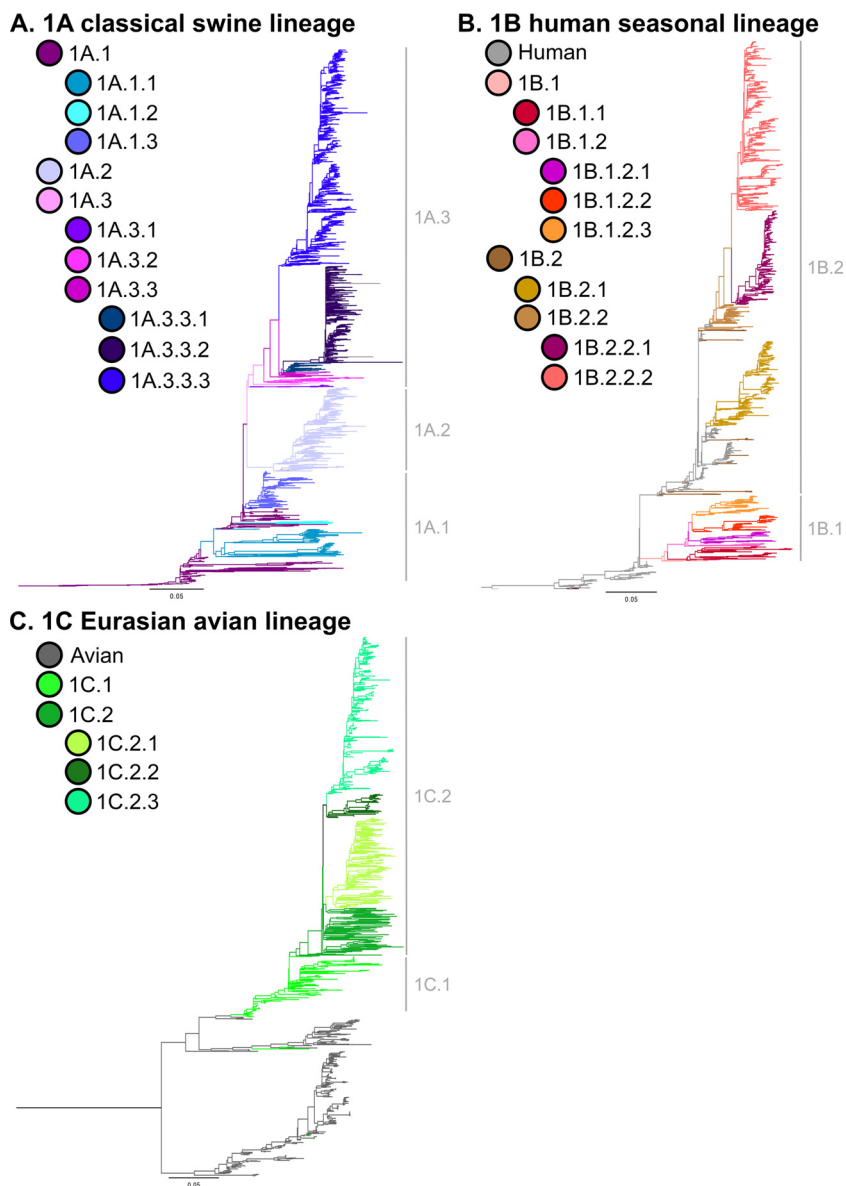 A. 1A classical swine lineage
1A.1
1A.1.1
1A.1.2
1A.1.3
1A.2
1A.3
1A.3.1
1A.3.2
1A.3.3
1A.3.3.1
1A.3.3.2
1A.3.3.3
1A.3
1A.2
1A.1
0.05
B. 1B human seasonal lineage
Human
1B.1
1B.1.1
1B.1.2
1B.1.2.1
1B.1.2.2
1B.1.2.3
1B.2
1B.2.1
1B.2.2
1B.2.2.1
1B.2.2.2
1B.2
1B.1
0.05
C. 1C Eurasian avian lineage
Avian
1C.1
1C.2
1C.2.1
1C.2.2
1C.2.3
1C.2
1C.1
0.05